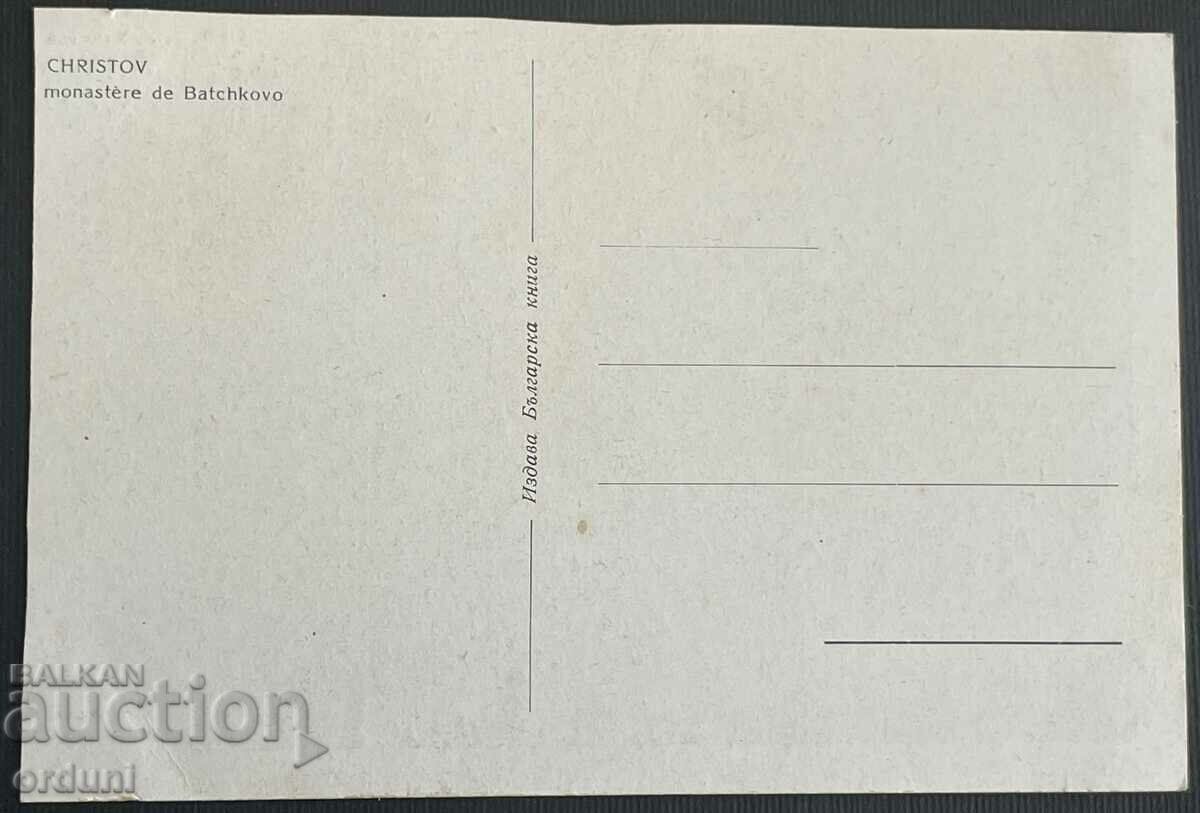 CHRISTOV
monastère de Batchkovo
Издава Българска книга
BALKAN
auction
orduni